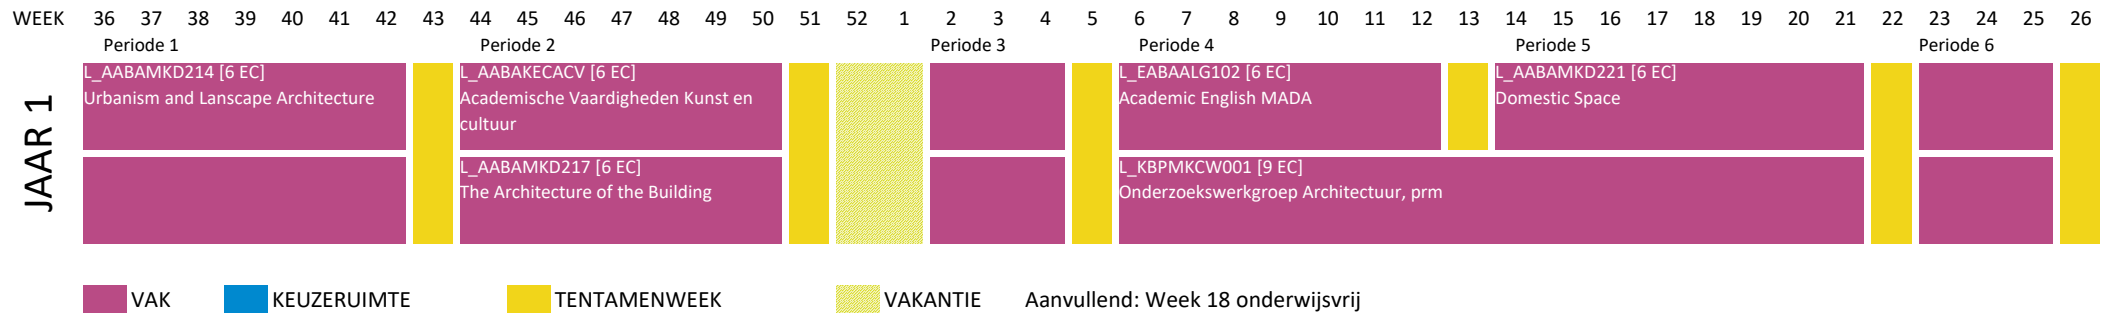 WEEK 36 37 38 39 40 41 42 43 44 45 46 47 48 49 50 51 52 1 2 3 4 5 6 7 8 9 10 11 12 13 14 15 16 17 18 19 20 21 22 23 24 25 26
Periode 1 Periode 2 Periode 3 Periode 4 Periode 5 Periode 6
JAAR 1
L_AABAMKD214 [6 EC]
Urbanism and Lanscape Architecture
L_AABAKECACV [6 EC]
Academische Vaardigheden Kunst en
cultuur
L_EABAALG102 [6 EC]
Academic English MADA
L_AABAMKD221 [6 EC]
Domestic Space
L_AABAMKD217 [6 EC]
The Architecture of the Building
L_KBPMKCW001 [9 EC]
Onderzoekswerkgroep Architectuur, prm
VAK KEUZERUIMTE TENTAMENWEEK VAKANTIE Aanvullend: Week 18 onderwijsvrij